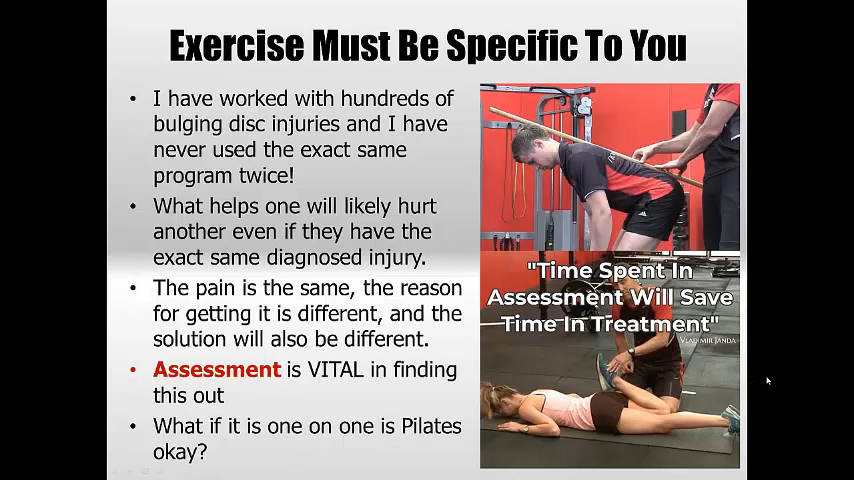 Exercise Must Be Specific To You
• I have worked with hundreds of
bulging disc injuries and I have
never used the exact same
program twice!
• What helps one will likely hurt
another even if they have the
exact same diagnosed injury.
• The pain is the same, the reason
for getting it is different, and the
solution will also be different.
• Assessment is VITAL in finding
this out
• What if it is one on one is Pilates
okay?
"Time Spent In
Assessment Will Save
Time In Treatment"
Vladimir Janda